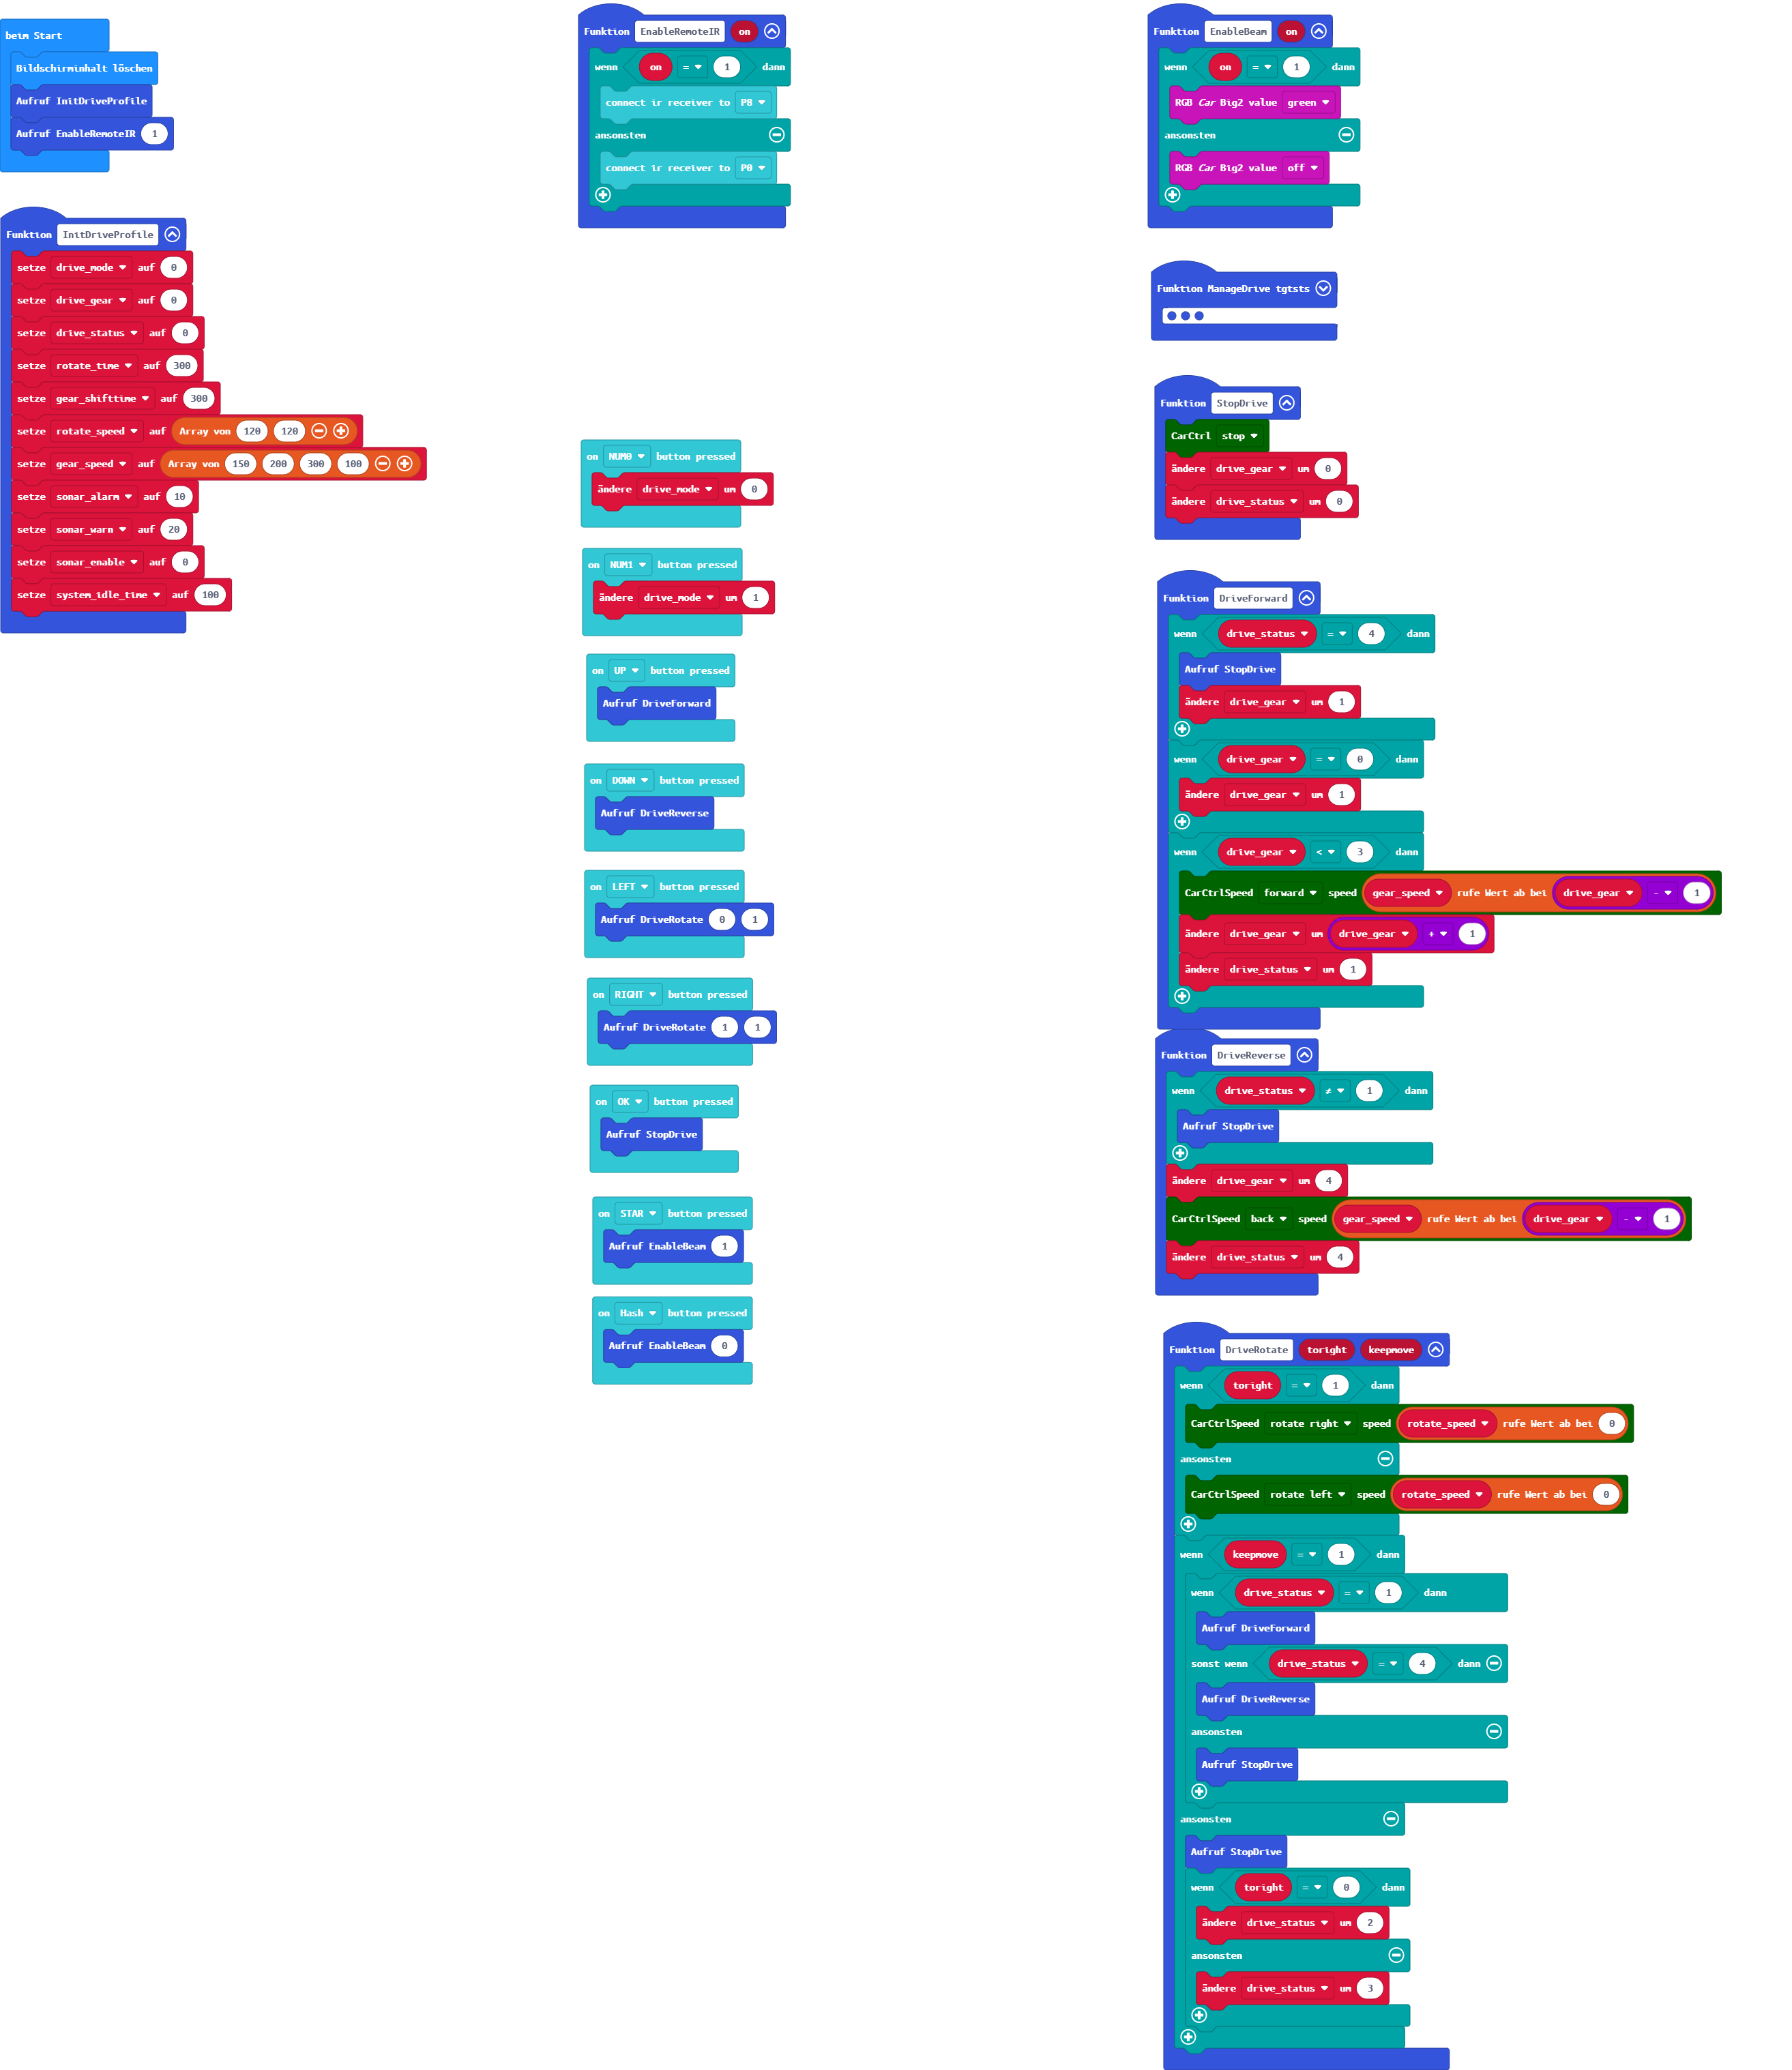 beim Start
Bildschirminhalt löschen
Aufruf InitDriveProfile
Aufruf EnableRemoteIR 1
Funktion InitDriveProfile
setze drive_mode auf 0
setze drive_gear auf 0
setze drive_status auf 0
setze rotate_time auf 300
setze gear_shifttime auf 300
setze rotate_speed auf Array von 120 120
setze gear_speed auf Array von 150 200 300 100
setze sonar_alarm auf 10
setze sonar_warn auf 20
setze sonar_enable auf 0
setze system_idle_time auf 100
Funktion EnableRemoteIR on
wenn on = 1 dann
connect ir receiver to P8
ansonsten
connect ir receiver to P0
on NUM0 button pressed
ändere drive_mode um 0
on NUM1 button pressed
ändere drive_mode um 1
on UP button pressed
Aufruf DriveForward
on DOWN button pressed
Aufruf DriveReverse
on LEFT button pressed
Aufruf DriveRotate 0 1
on RIGHT button pressed
Aufruf DriveRotate 1 1
on OK button pressed
Aufruf StopDrive
on STAR button pressed
Aufruf EnableBeam 1
on Hash button pressed
Aufruf EnableBeam 0
Funktion EnableBeam on
wenn on = 1 dann
RGB Car Big2 value green
ansonsten
RGB Car Big2 value off
Funktion ManageDrive tgtsts
Funktion StopDrive
CarCtrl stop
ändere drive_gear um 0
ändere drive_status um 0
Funktion DriveForward
wenn drive_status = 4 dann
Aufruf StopDrive
ändere drive_gear um 1
wenn drive_gear = 0 dann
ändere drive_gear um 1
wenn drive_gear < 3 dann
CarCtrlSpeed forward speed gear_speed rufe Wert ab bei drive_gear - 1
ändere drive_gear um drive_gear + 1
ändere drive_status um 1
Funktion DriveReverse
wenn drive_status ≠ 1 dann
Aufruf StopDrive
ändere drive_gear um 4
CarCtrlSpeed back speed gear_speed rufe Wert ab bei drive_gear - 1
ändere drive_status um 4
Funktion DriveRotate toright keepmove
wenn toright = 1 dann
CarCtrlSpeed rotate right speed rotate_speed rufe Wert ab bei 0
ansonsten
CarCtrlSpeed rotate left speed rotate_speed rufe Wert ab bei 0
wenn keepmove = 1 dann
wenn drive_status = 1 dann
Aufruf DriveForward
sonst wenn drive_status = 4 dann
Aufruf DriveReverse
ansonsten
Aufruf StopDrive
ansonsten
Aufruf StopDrive
wenn toright = 0 dann
ändere drive_status um 2
ansonsten
ändere drive_status um 3